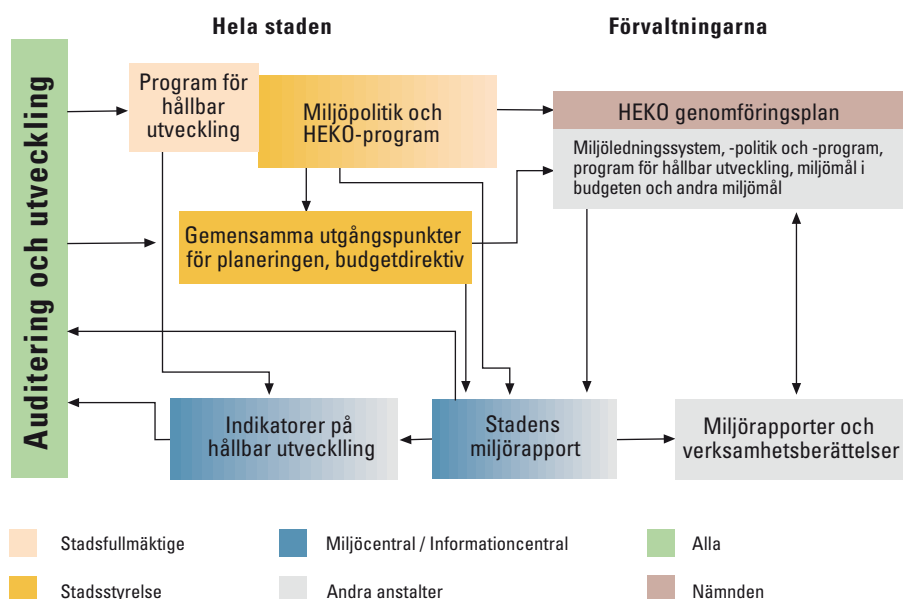 Hela staden
Förvaltningarna
Auditering och utveckling
Program för
hållbar
utveckling
Miljöpolitik och
HEKO-program
HEKO genomföringsplan
Miljöledningssystem, -politik och -program,
program för hållbar utveckling, miljömål i
budgeten och andra miljömål
Gemensamma utgångspunkter
för planeringen, budgetdirektiv
Indikatorer på
hållbar utvecklling
Stadens
miljörapport
Miljörapporter och
verksamhetsberättelser
Stadsfullmäktige
Miljöcentral / Informationcentral
Alla
Stadsstyrelse
Andra anstalter
Nämnden